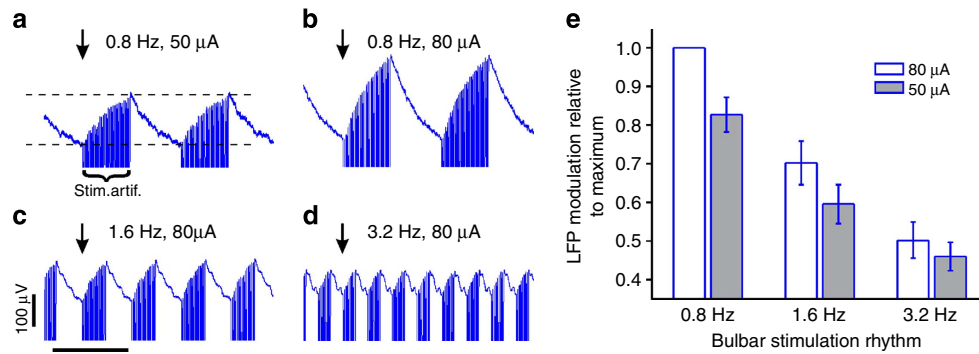 a
0.8 Hz, 50 μA
Stim.artif.
b
0.8 Hz, 80 μA
c
1.6 Hz, 80μA
100 μV
d
3.2 Hz, 80 μA
e
LFP modulation relative
to maximum
1.0
0.9
0.8
0.7
0.6
0.5
0.4
80 μA
50 μA
0.8 Hz
1.6 Hz
3.2 Hz
Bulbar stimulation rhythm